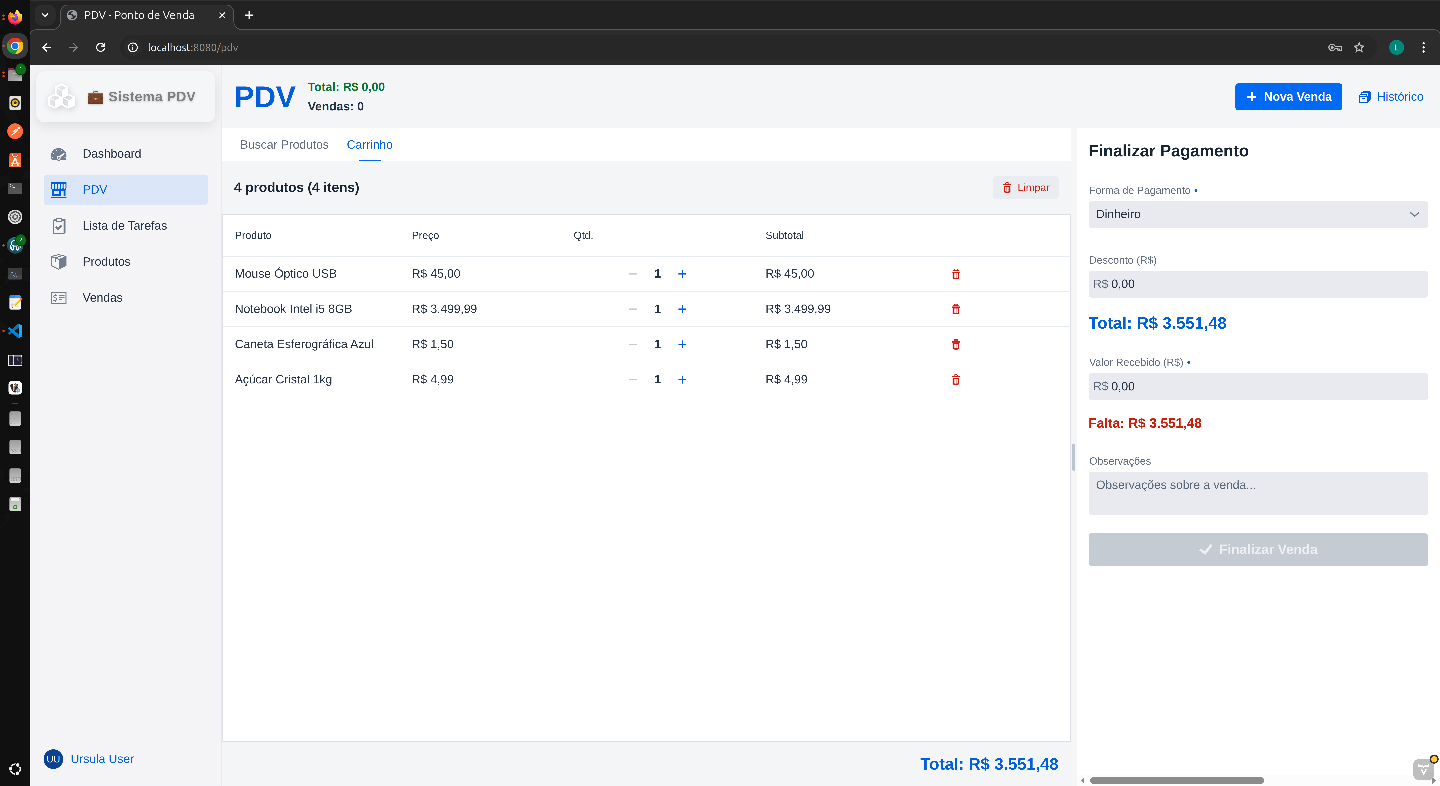 PDV - Ponto de Venda
localhost:8080/pdv
L
Sistema PDV
Dashboard
PDV
Lista de Tarefas
Produtos
Vendas
UU Ursula User
PDV
Total: R$ 0,00
Vendas: 0
+ Nova Venda
Histórico
Buscar Produtos Carrinho
4 produtos (4 itens)
Limpar
Produto Preço Qtd. Subtotal
Mouse Óptico USB R$ 45,00 − 1 + R$ 45,00
Notebook Intel i5 8GB R$ 3.499,99 − 1 + R$ 3.499,99
Caneta Esferográfica Azul R$ 1,50 − 1 + R$ 1,50
Açúcar Cristal 1kg R$ 4,99 − 1 + R$ 4,99
Total: R$ 3.551,48
Finalizar Pagamento
Forma de Pagamento •
Dinheiro
Desconto (R$)
R$ 0,00
Total: R$ 3.551,48
Valor Recebido (R$) •
R$ 0,00
Falta: R$ 3.551,48
Observações
Observações sobre a venda...
Finalizar Venda